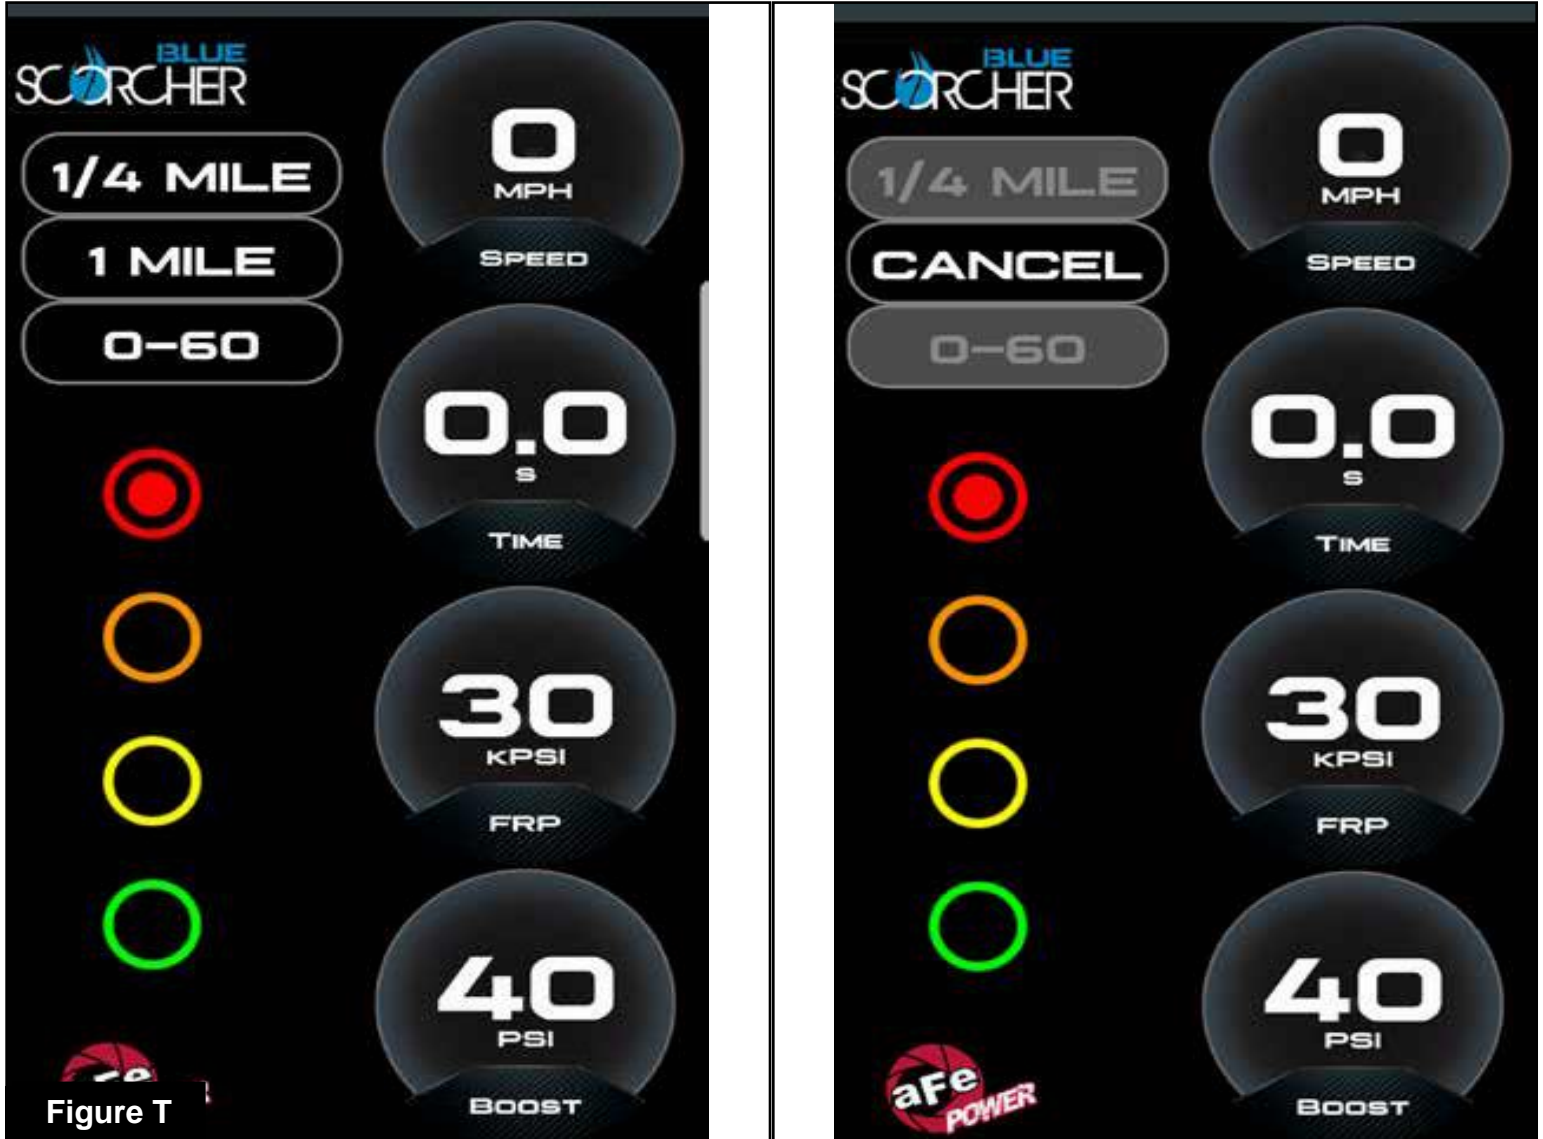 BLUE
SCORCHER
1/4 MILE
1 MILE
0-60
0
MPH
SPEED
0.0
S
TIME
30
KPSI
FRP
40
PSI
BOOST
aFe
Figure T
BLUE
SCORCHER
1/4 MILE
CANCEL
0-60
0
MPH
SPEED
0.0
S
TIME
30
KPSI
FRP
40
PSI
BOOST
aFe
POWER